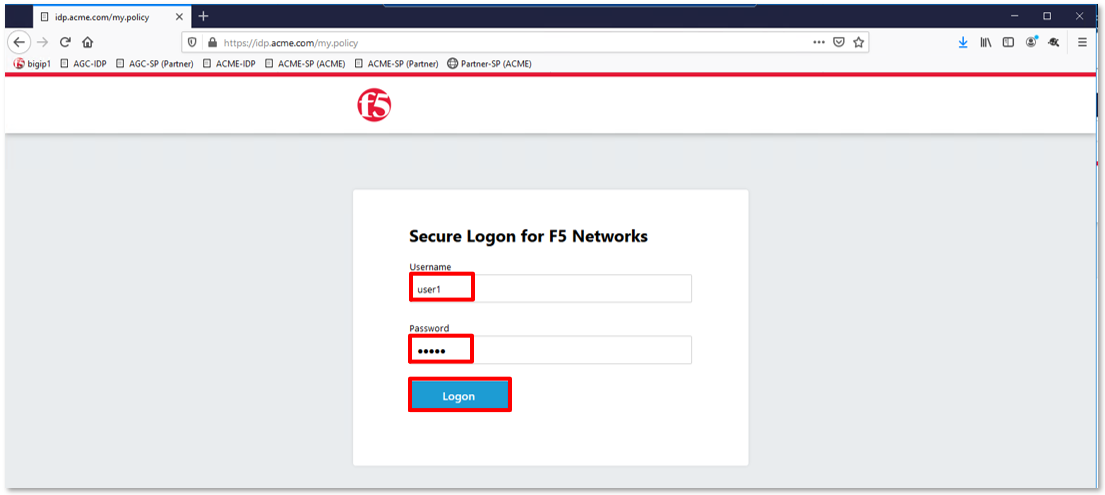 idp.acme.com/my.policy
https://idp.acme.com/my.policy
bigip1 AGC-IDP AGC-SP (Partner) ACME-IDP ACME-SP (ACME) ACME-SP (Partner) Partner-SP (ACME)
f5
Secure Logon for F5 Networks
Username
user1
Password
•••••
Logon